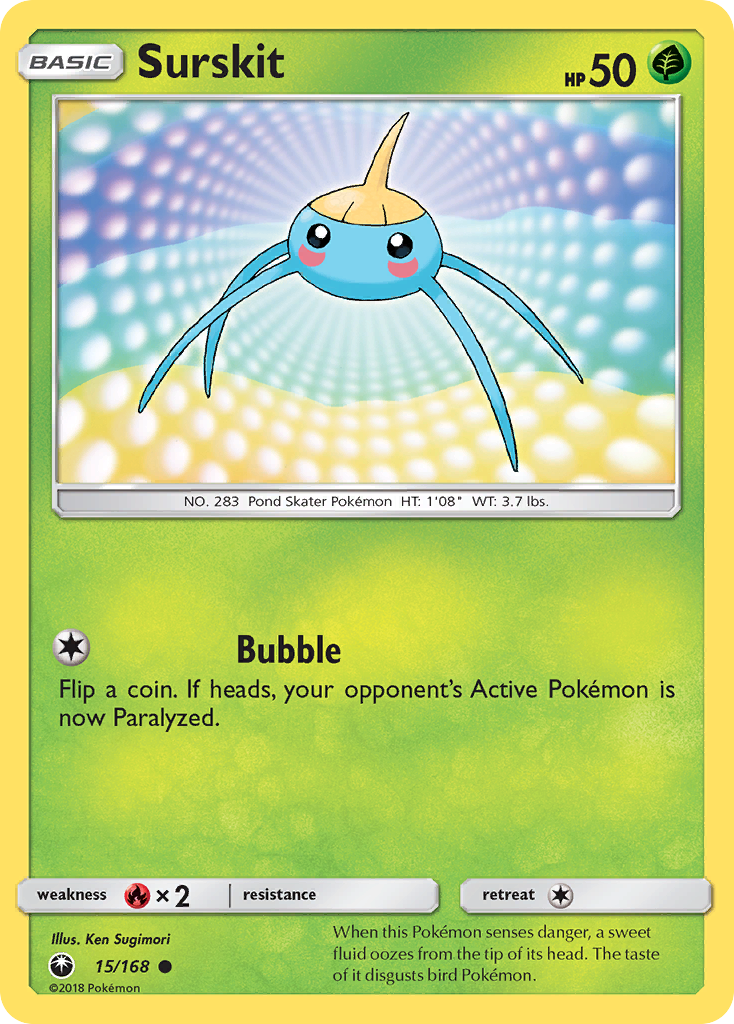 BASIC Surskit HP 50
NO. 283 Pond Skater Pokémon HT: 1'08" WT: 3.7 lbs.
Bubble
Flip a coin. If heads, your opponent's Active Pokémon is
now Paralyzed.
weakness × 2 resistance retreat
Illus. Ken Sugimori
15/168
©2018 Pokémon
When this Pokémon senses danger, a sweet
fluid oozes from the tip of its head. The taste
of it disgusts bird Pokémon.